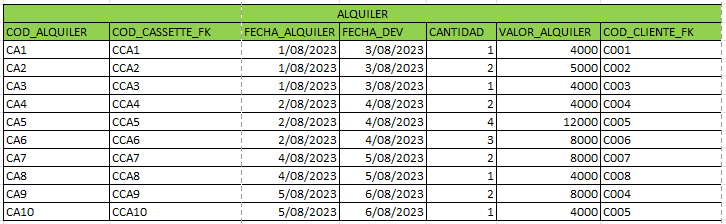 ALQUILER
COD_ALQUILER COD_CASSETTE_FK FECHA_ALQUILER FECHA_DEV CANTIDAD VALOR_ALQUILER COD_CLIENTE_FK
CA1 CCA1 1/08/2023 3/08/2023 1 4000 C001
CA2 CCA2 1/08/2023 3/08/2023 2 5000 C002
CA3 CCA3 1/08/2023 3/08/2023 1 4000 C003
CA4 CCA4 2/08/2023 4/08/2023 2 4000 C004
CA5 CCA5 2/08/2023 4/08/2023 4 12000 C005
CA6 CCA6 2/08/2023 4/08/2023 3 8000 C006
CA7 CCA7 4/08/2023 5/08/2023 2 8000 C007
CA8 CCA8 4/08/2023 5/08/2023 1 4000 C008
CA9 CCA9 5/08/2023 6/08/2023 2 8000 C004
CA10 CCA10 5/08/2023 6/08/2023 1 4000 C005